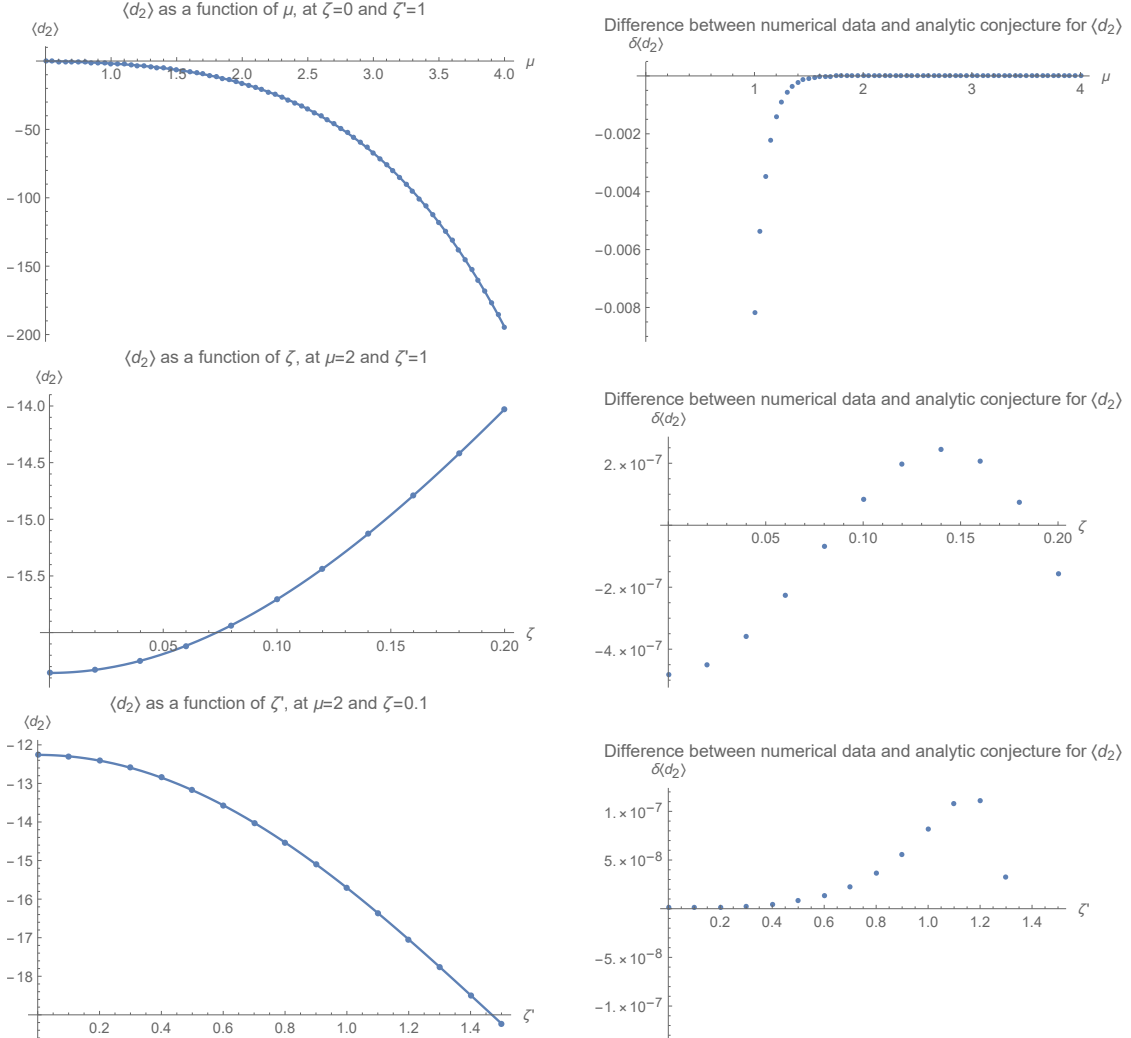 ⟨d2⟩ as a function of μ, at ζ=0 and ζ'=1
⟨d2⟩
μ
1.0 1.5 2.0 2.5 3.0 3.5 4.0
−50
−100
−150
−200
Difference between numerical data and analytic conjecture for ⟨d2⟩
δ⟨d2⟩
μ
1 2 3 4
−0.002
−0.004
−0.006
−0.008
⟨d2⟩ as a function of ζ, at μ=2 and ζ'=1
⟨d2⟩
−14.0
−14.5
−15.0
−15.5
0.05 0.10 0.15 0.20 ζ
Difference between numerical data and analytic conjecture for ⟨d2⟩
δ⟨d2⟩
2.×10−7
ζ
0.05 0.10 0.15 0.20
−2.×10−7
−4.×10−7
⟨d2⟩ as a function of ζ', at μ=2 and ζ=0.1
⟨d2⟩
−12
−13
−14
−15
−16
−17
−18
ζ'
0.2 0.4 0.6 0.8 1.0 1.2 1.4
Difference between numerical data and analytic conjecture for ⟨d2⟩
δ⟨d2⟩
1.×10−7
5.×10−8
ζ'
0.2 0.4 0.6 0.8 1.0 1.2 1.4
−5.×10−8
−1.×10−7